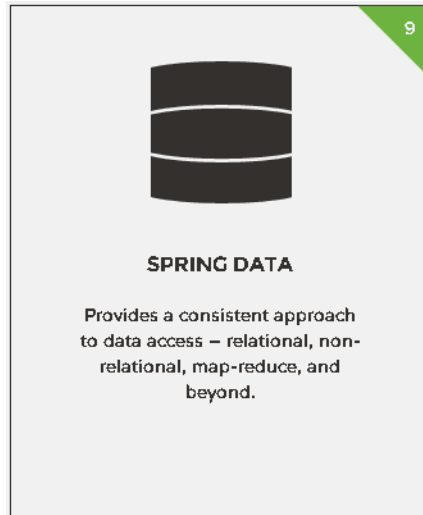 9
SPRING DATA
Provides a consistent approach
to data access – relational, non-
relational, map-reduce, and
beyond.